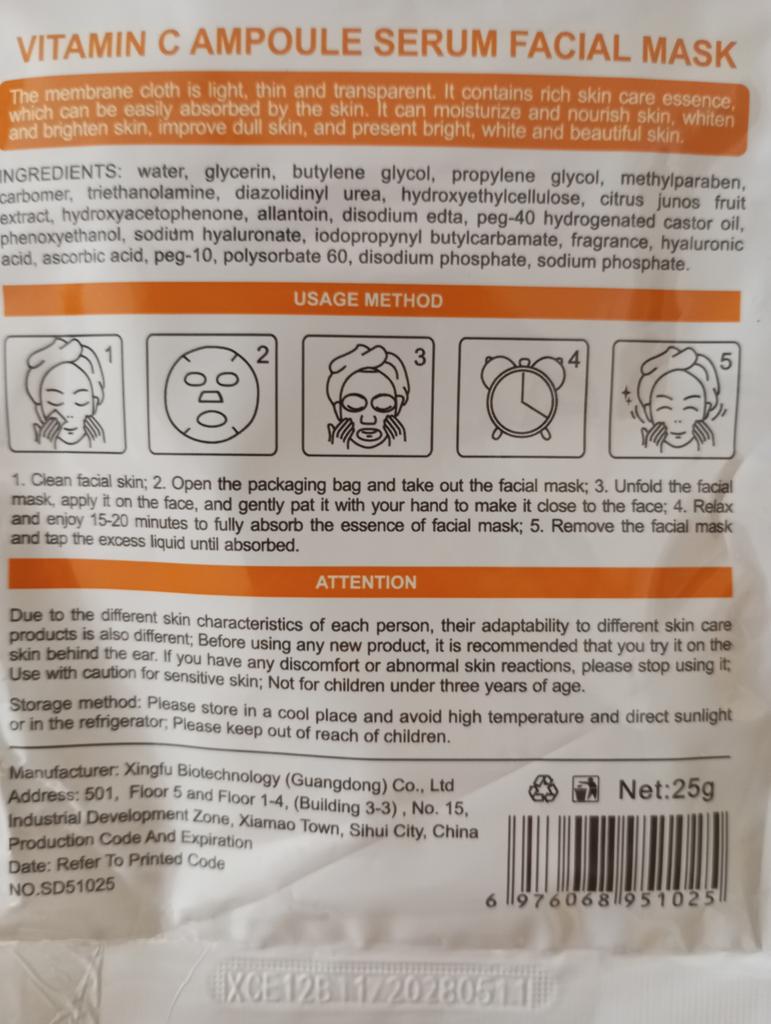 VITAMIN C AMPOULE SERUM FACIAL MASK
The membrane cloth is light, thin and transparent. It contains rich skin care essence,
which can be easily absorbed by the skin. It can moisturize and nourish skin, whiten
and brighten skin, improve dull skin, and present bright, white and beautiful skin.
INGREDIENTS: water, glycerin, butylene glycol, propylene glycol, methylparaben,
carbomer, triethanolamine, diazolidinyl urea, hydroxyethylcellulose, citrus junos fruit
extract, hydroxyacetophenone, allantoin, disodium edta, peg-40 hydrogenated castor oil,
phenoxyethanol, sodium hyaluronate, iodopropynyl butylcarbamate, fragrance, hyaluronic
acid, ascorbic acid, peg-10, polysorbate 60, disodium phosphate, sodium phosphate.
USAGE METHOD
1 2 3 4 5
1. Clean facial skin; 2. Open the packaging bag and take out the facial mask; 3. Unfold the facial
mask, apply it on the face, and gently pat it with your hand to make it close to the face; 4. Relax
and enjoy 15-20 minutes to fully absorb the essence of facial mask; 5. Remove the facial mask
and tap the excess liquid until absorbed.
ATTENTION
Due to the different skin characteristics of each person, their adaptability to different skin care
products is also different; Before using any new product, it is recommended that you try it on the
skin behind the ear. If you have any discomfort or abnormal skin reactions, please stop using it;
Use with caution for sensitive skin; Not for children under three years of age.
Storage method: Please store in a cool place and avoid high temperature and direct sunlight
or in the refrigerator; Please keep out of reach of children.
Manufacturer: Xingfu Biotechnology (Guangdong) Co., Ltd
Address: 501, Floor 5 and Floor 1-4, (Building 3-3) , No. 15,
Industrial Development Zone, Xiamao Town, Sihui City, China
Production Code And Expiration
Date: Refer To Printed Code
NO.SD51025
Net:25g
6 976068 951025